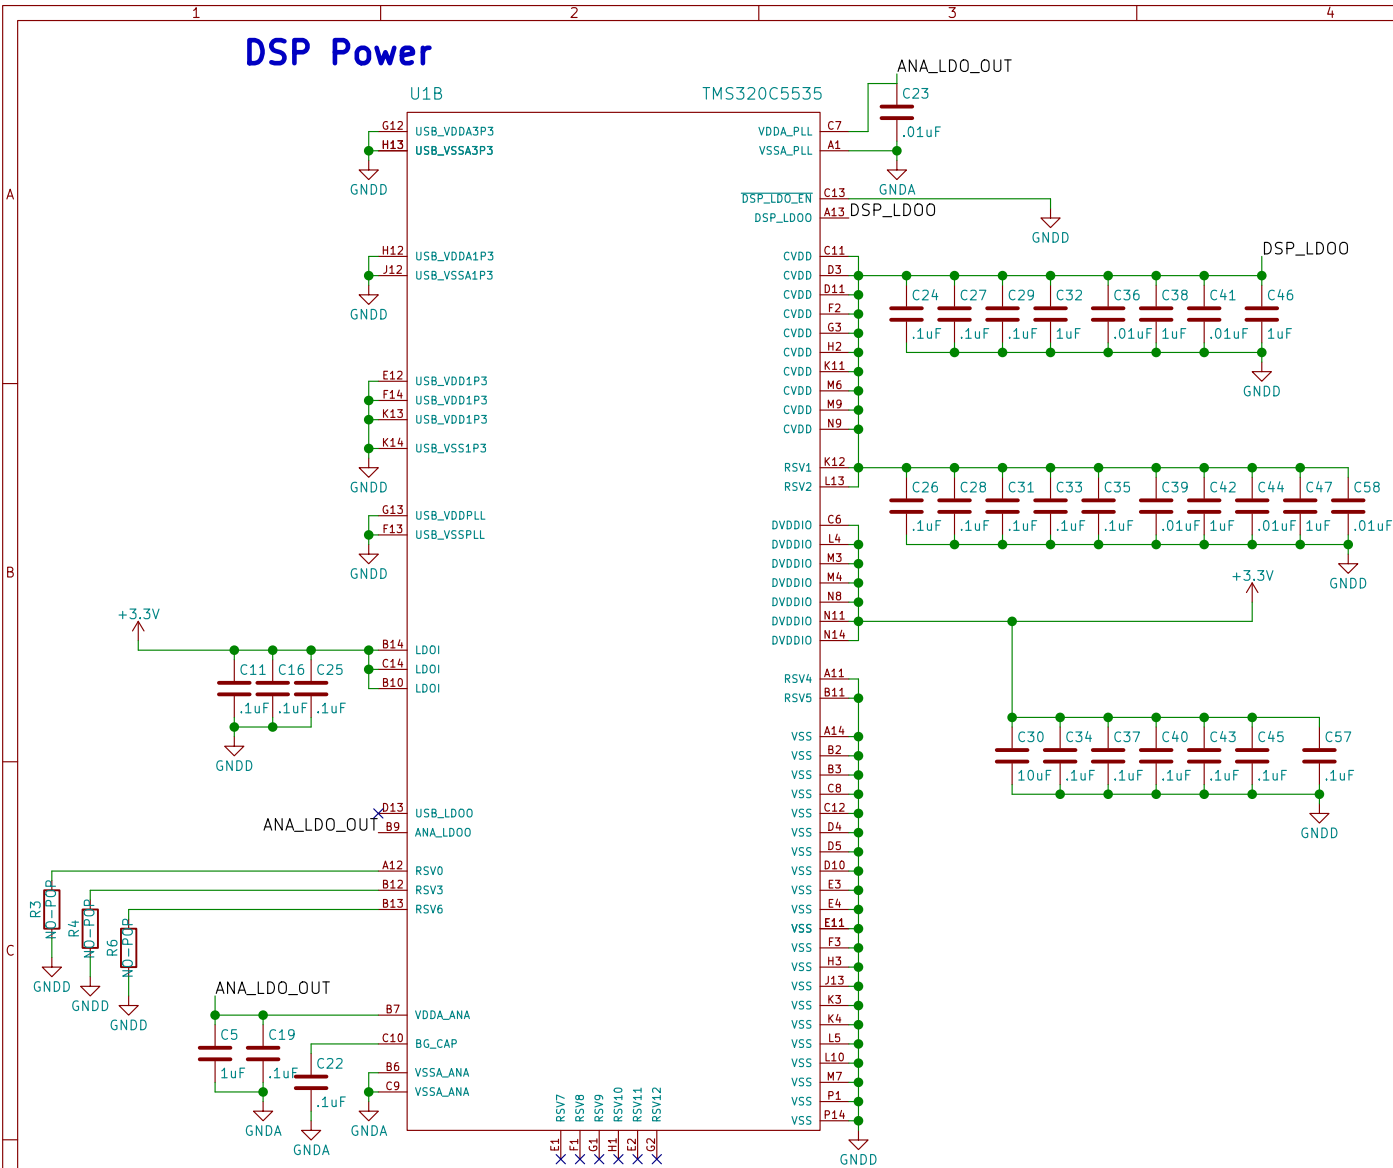 1 2 3 4
DSP Power
U1B TMS320C5535
ANA_LDO_OUT
C23
.01uF
GNDA
A
B
C
G12 USB_VDDA3P3
H13 USB_VSSA3P3
GNDD
H12 USB_VDDA1P3
J12 USB_VSSA1P3
GNDD
E12 USB_VDD1P3
F14 USB_VDD1P3
K13 USB_VDD1P3
K14 USB_VSS1P3
GNDD
G13 USB_VDDPLL
F13 USB_VSSPLL
GNDD
+3.3V
B14 LDOI
C14 LDOI
B10 LDOI
C11 C16 C25
.1uF .1uF .1uF
GNDD
D13 USB_LDOO
ANA_LDO_OUT B9 ANA_LDOO
A12 RSV0
B12 RSV3
B13 RSV6
R3 NO-POP
R4 NO-POP
R6 NO-POP
GNDD
GNDD
GNDD
ANA_LDO_OUT
B7 VDDA_ANA
C5 C19
1uF .1uF
C10 BG_CAP
C22
.1uF
B6 VSSA_ANA
C9 VSSA_ANA
GNDA
GNDA
GNDA
RSV7 RSV8 RSV9 RSV10 RSV11 RSV12
E1 F1 G1 H1 E2 G2
VDDA_PLL C7
VSSA_PLL A1
DSP_LDO_EN C13
DSP_LDOO A13 DSP_LDOO
GNDD
CVDD C11
CVDD D3
CVDD D11
CVDD F2
CVDD G3
CVDD H2
CVDD K11
CVDD M6
CVDD M9
CVDD N9
DSP_LDOO
C24 C27 C29 C32 C36 C38 C41 C46
.1uF .1uF .1uF 1uF .01uF 1uF .01uF 1uF
GNDD
RSV1 K12
RSV2 L13
C26 C28 C31 C33 C35 C39 C42 C44 C47 C58
.1uF .1uF .1uF .1uF .1uF .01uF 1uF .01uF 1uF .01uF
GNDD
DVDDIO C6
DVDDIO L4
DVDDIO M3
DVDDIO M4
DVDDIO N8
DVDDIO N11
DVDDIO N14
+3.3V
C30 C34 C37 C40 C43 C45 C57
10uF .1uF .1uF .1uF .1uF .1uF .1uF
GNDD
RSV4 A11
RSV5 B11
VSS A14
VSS B2
VSS B3
VSS C8
VSS C12
VSS D4
VSS D5
VSS D10
VSS E3
VSS E4
VSS E11
VSS F3
VSS H3
VSS J13
VSS K3
VSS K4
VSS L5
VSS L10
VSS M7
VSS P1
VSS P14
GNDD